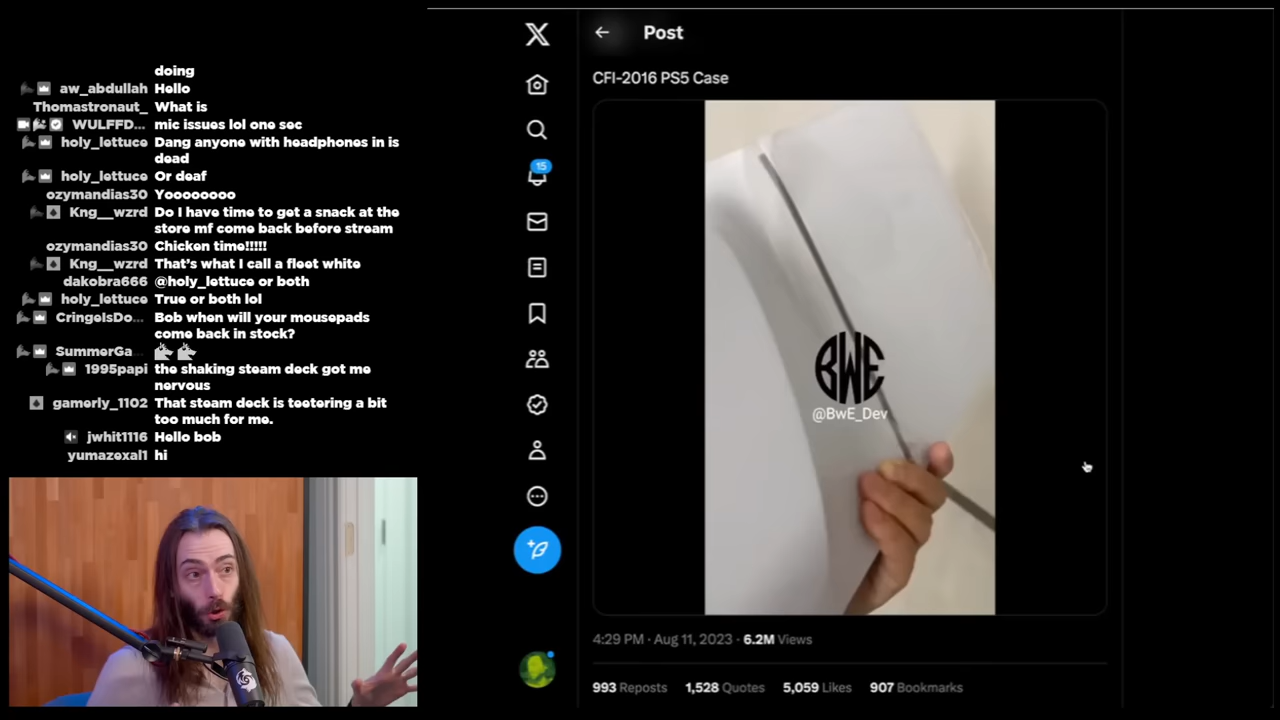 doing
aw_abdullah Hello
Thomastronaut_ What is
WULFFD... mic issues lol one sec
holy_lettuce Dang anyone with headphones in is
dead
holy_lettuce Or deaf
ozymandias30 Yoooooooo
Kng__wzrd Do I have time to get a snack at the
store mf come back before stream
ozymandias30 Chicken time!!!!!
Kng__wzrd That's what I call a fleet white
dakobra666 @holy_lettuce or both
holy_lettuce True or both lol
CringeIsDo... Bob when will your mousepads
come back in stock?
SummerGa...
1995papi the shaking steam deck got me
nervous
gamerly_1102 That steam deck is teetering a bit
too much for me.
jwhit1116 Hello bob
yumazexal1 hi
X
15
Post
CFI-2016 PS5 Case
BWE
@BwE_Dev
4:29 PM · Aug 11, 2023 · 6.2M Views
993 Reposts 1,528 Quotes 5,059 Likes 907 Bookmarks